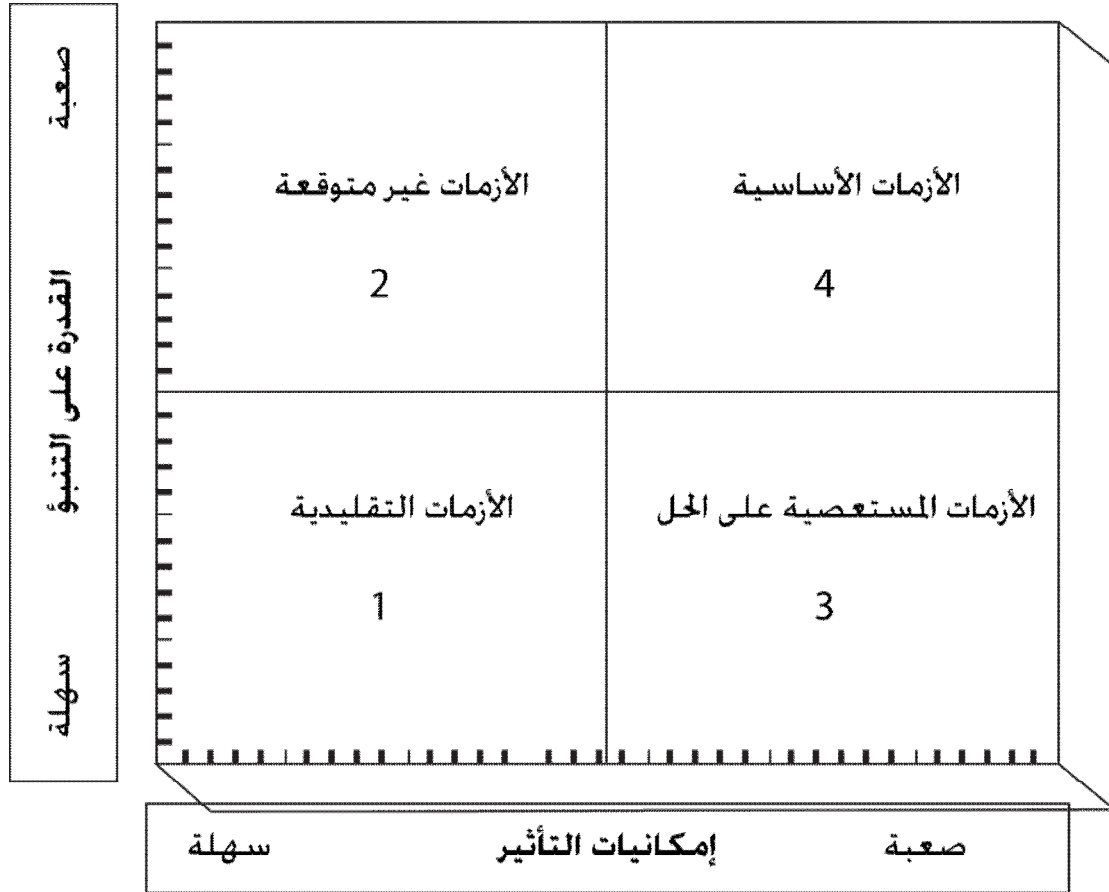 صعبة
القدرة على التنبؤ
سهلة
الأزمات الأساسية
4
الأزمات غير متوقعة
2
الأزمات المستعصية على الحل
3
الأزمات التقليدية
1
صعبة
إمكانيات التأثير
سهلة